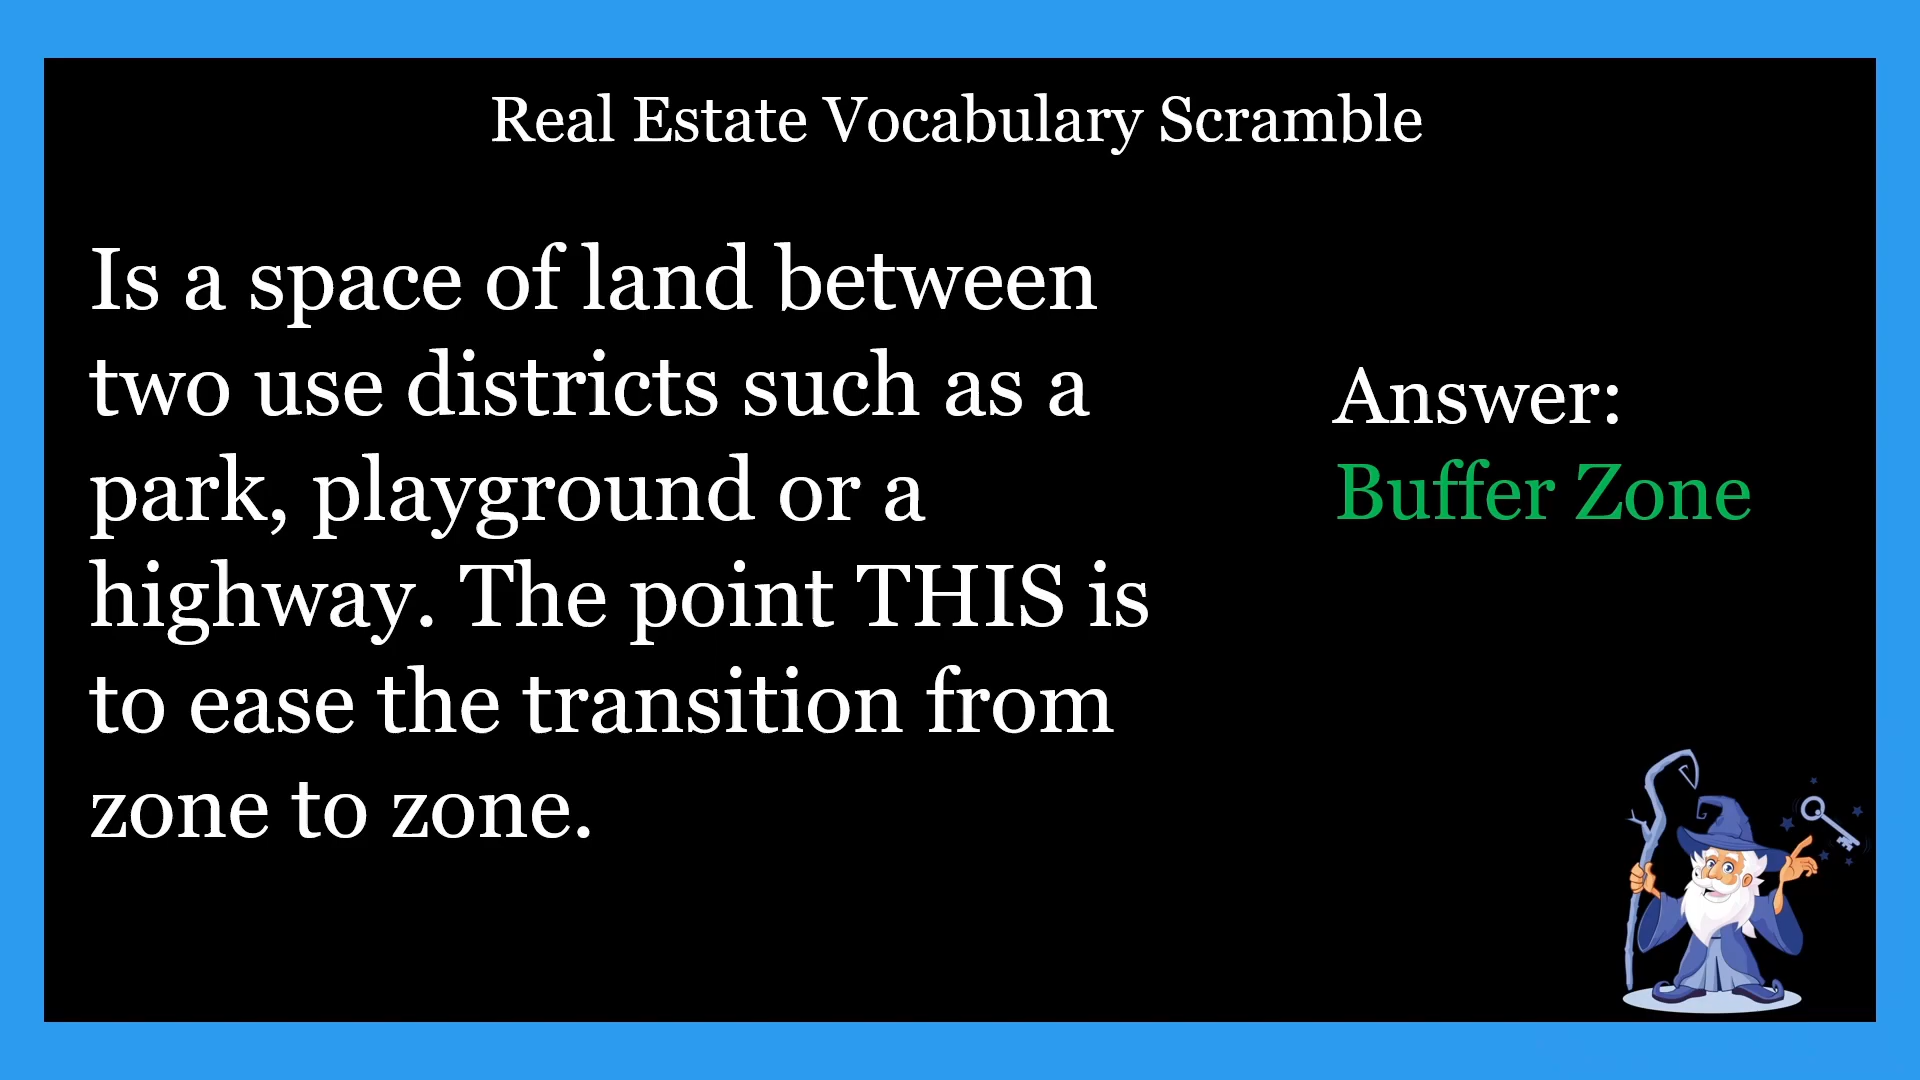 Real Estate Vocabulary Scramble
Is a space of land between
two use districts such as a
park, playground or a
highway. The point THIS is
to ease the transition from
zone to zone.
Answer:
Buffer Zone